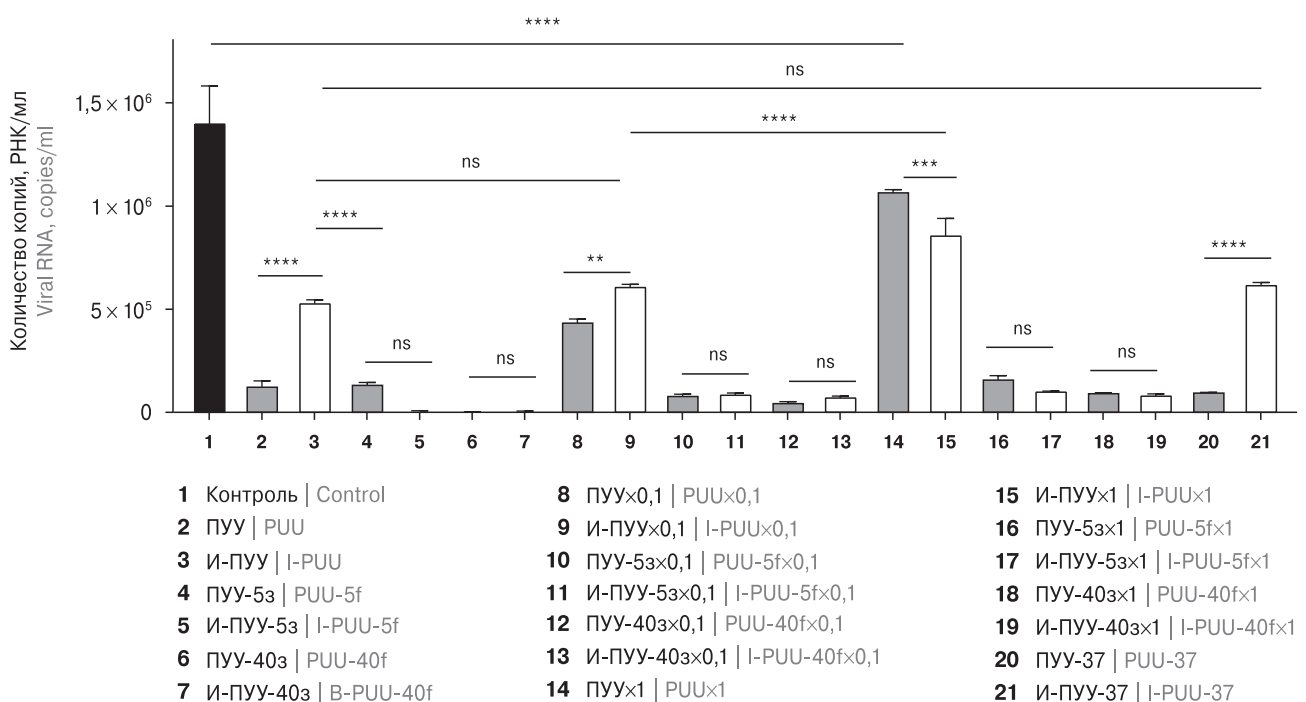 ****
ns
****
ns
***
****
****
****
**
ns
ns
ns
ns
ns
ns
Количество копий, РНК/мл
Viral RNA, copies/ml
1,5 × 10⁶
1 × 10⁶
5 × 10⁵
0
1 2 3 4 5 6 7 8 9 10 11 12 13 14 15 16 17 18 19 20 21
1 Контроль | Control
2 ПУУ | PUU
3 И-ПУУ | I-PUU
4 ПУУ-5з | PUU-5f
5 И-ПУУ-5з | I-PUU-5f
6 ПУУ-40з | PUU-40f
7 И-ПУУ-40з | B-PUU-40f
8 ПУУ×0,1 | PUU×0,1
9 И-ПУУ×0,1 | I-PUU×0,1
10 ПУУ-5з×0,1 | PUU-5f×0,1
11 И-ПУУ-5з×0,1 | I-PUU-5f×0,1
12 ПУУ-40з×0,1 | PUU-40f×0,1
13 И-ПУУ-40з×0,1 | I-PUU-40f×0,1
14 ПУУ×1 | PUU×1
15 И-ПУУ×1 | I-PUU×1
16 ПУУ-5з×1 | PUU-5f×1
17 И-ПУУ-5з×1 | I-PUU-5f×1
18 ПУУ-40з×1 | PUU-40f×1
19 И-ПУУ-40з×1 | I-PUU-40f×1
20 ПУУ-37 | PUU-37
21 И-ПУУ-37 | I-PUU-37